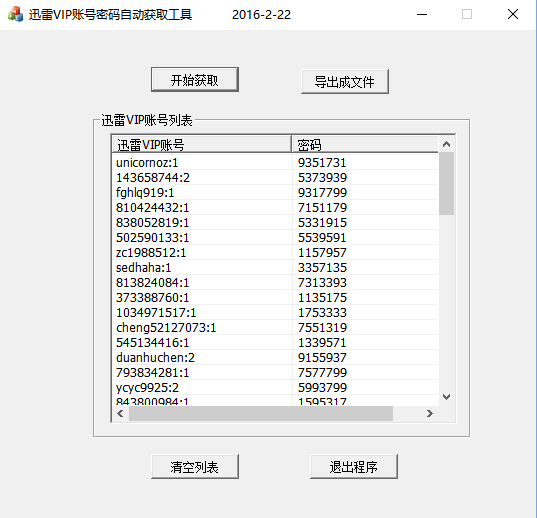 迅雷VIP账号密码自动获取工具 2016-2-22
开始获取 导出成文件
迅雷VIP账号列表
迅雷VIP账号 密码
unicornoz:1 9351731
143658744:2 5373939
fghlq919:1 9317799
810424432:1 7151179
838052819:1 5331915
502590133:1 5539591
zc1988512:1 1157957
sedhaha:1 3357135
813824084:1 7313393
373388760:1 1135175
1034971517:1 1753333
cheng52127073:1 7551319
545134416:1 1339571
duanhuchen:2 9155937
793834281:1 7577799
ycyc9925:2 5993799
843800984:1 1595317
清空列表 退出程序